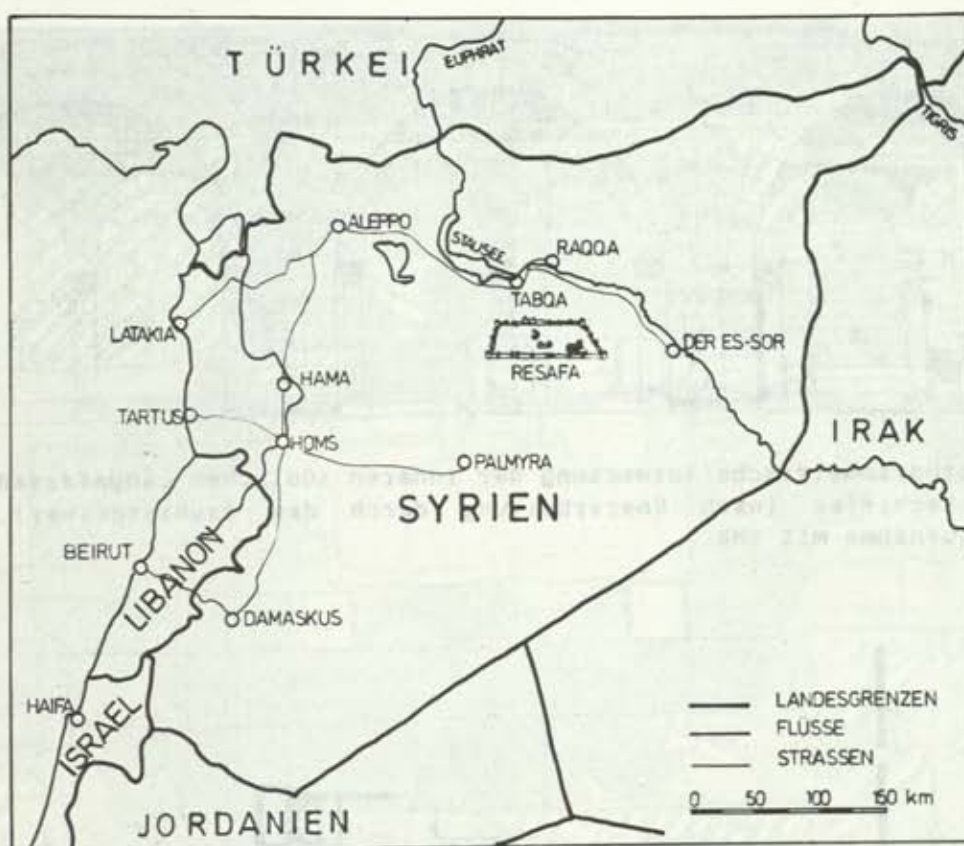 TÜRKEI
EUPHRAT
TIGRIS
ALEPPO
STAUSEE
RAQQA
TABQA
LATAKIA
DER ES-SOR
RESAFA
HAMA
TARTUS
HOMS
IRAK
PALMYRA
SYRIEN
BEIRUT
LIBANON
DAMASKUS
HAIFA
ISRAEL
LANDESGRENZEN
FLÜSSE
STRASSEN
0 50 100 150 km
JORDANIEN